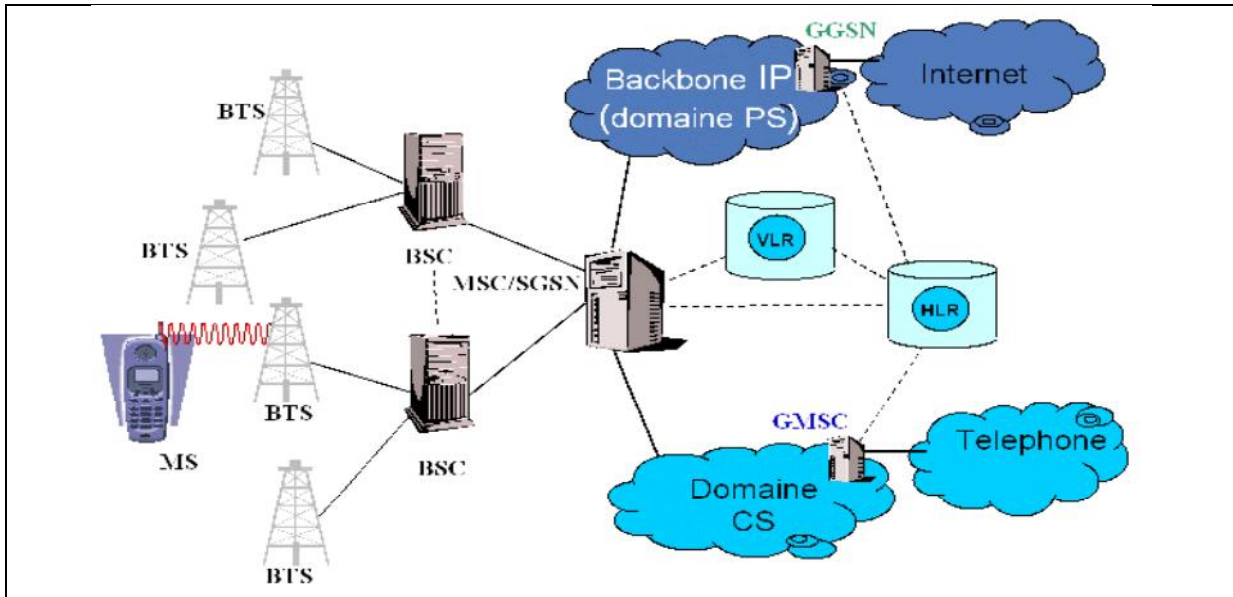 GGSN
Backbone IP
(domaine PS)
Internet
BTS
BTS
BSC
VLR
MSC/SGSN
HLR
BTS
MS
BSC
GMSC
Telephone
Domaine
CS
BTS